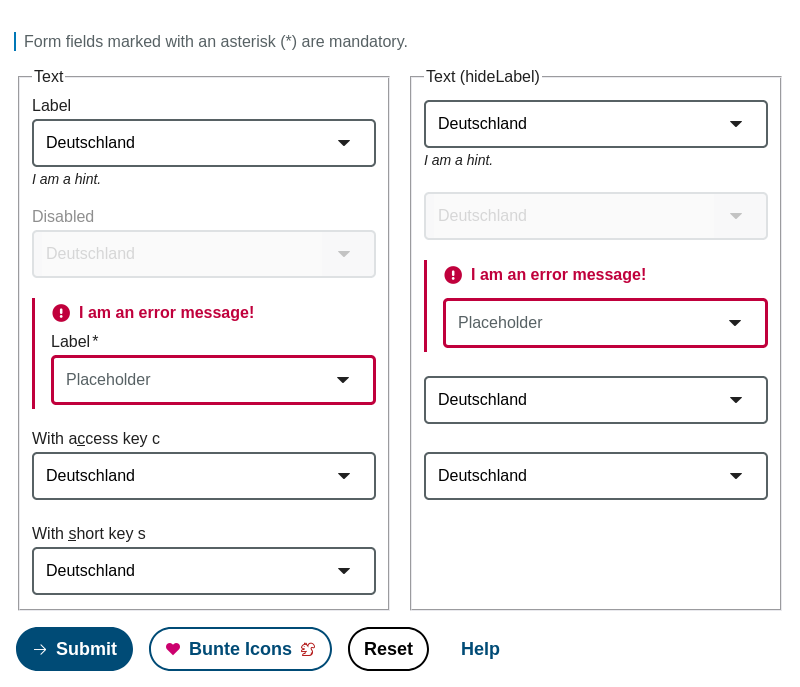 Form fields marked with an asterisk (*) are mandatory.
Text
Label
Deutschland
I am a hint.
Disabled
Deutschland
I am an error message!
Label*
Placeholder
With access key c
Deutschland
With short key s
Deutschland
Text (hideLabel)
Deutschland
I am a hint.
Deutschland
I am an error message!
Placeholder
Deutschland
Deutschland
Submit
Bunte Icons
Reset
Help